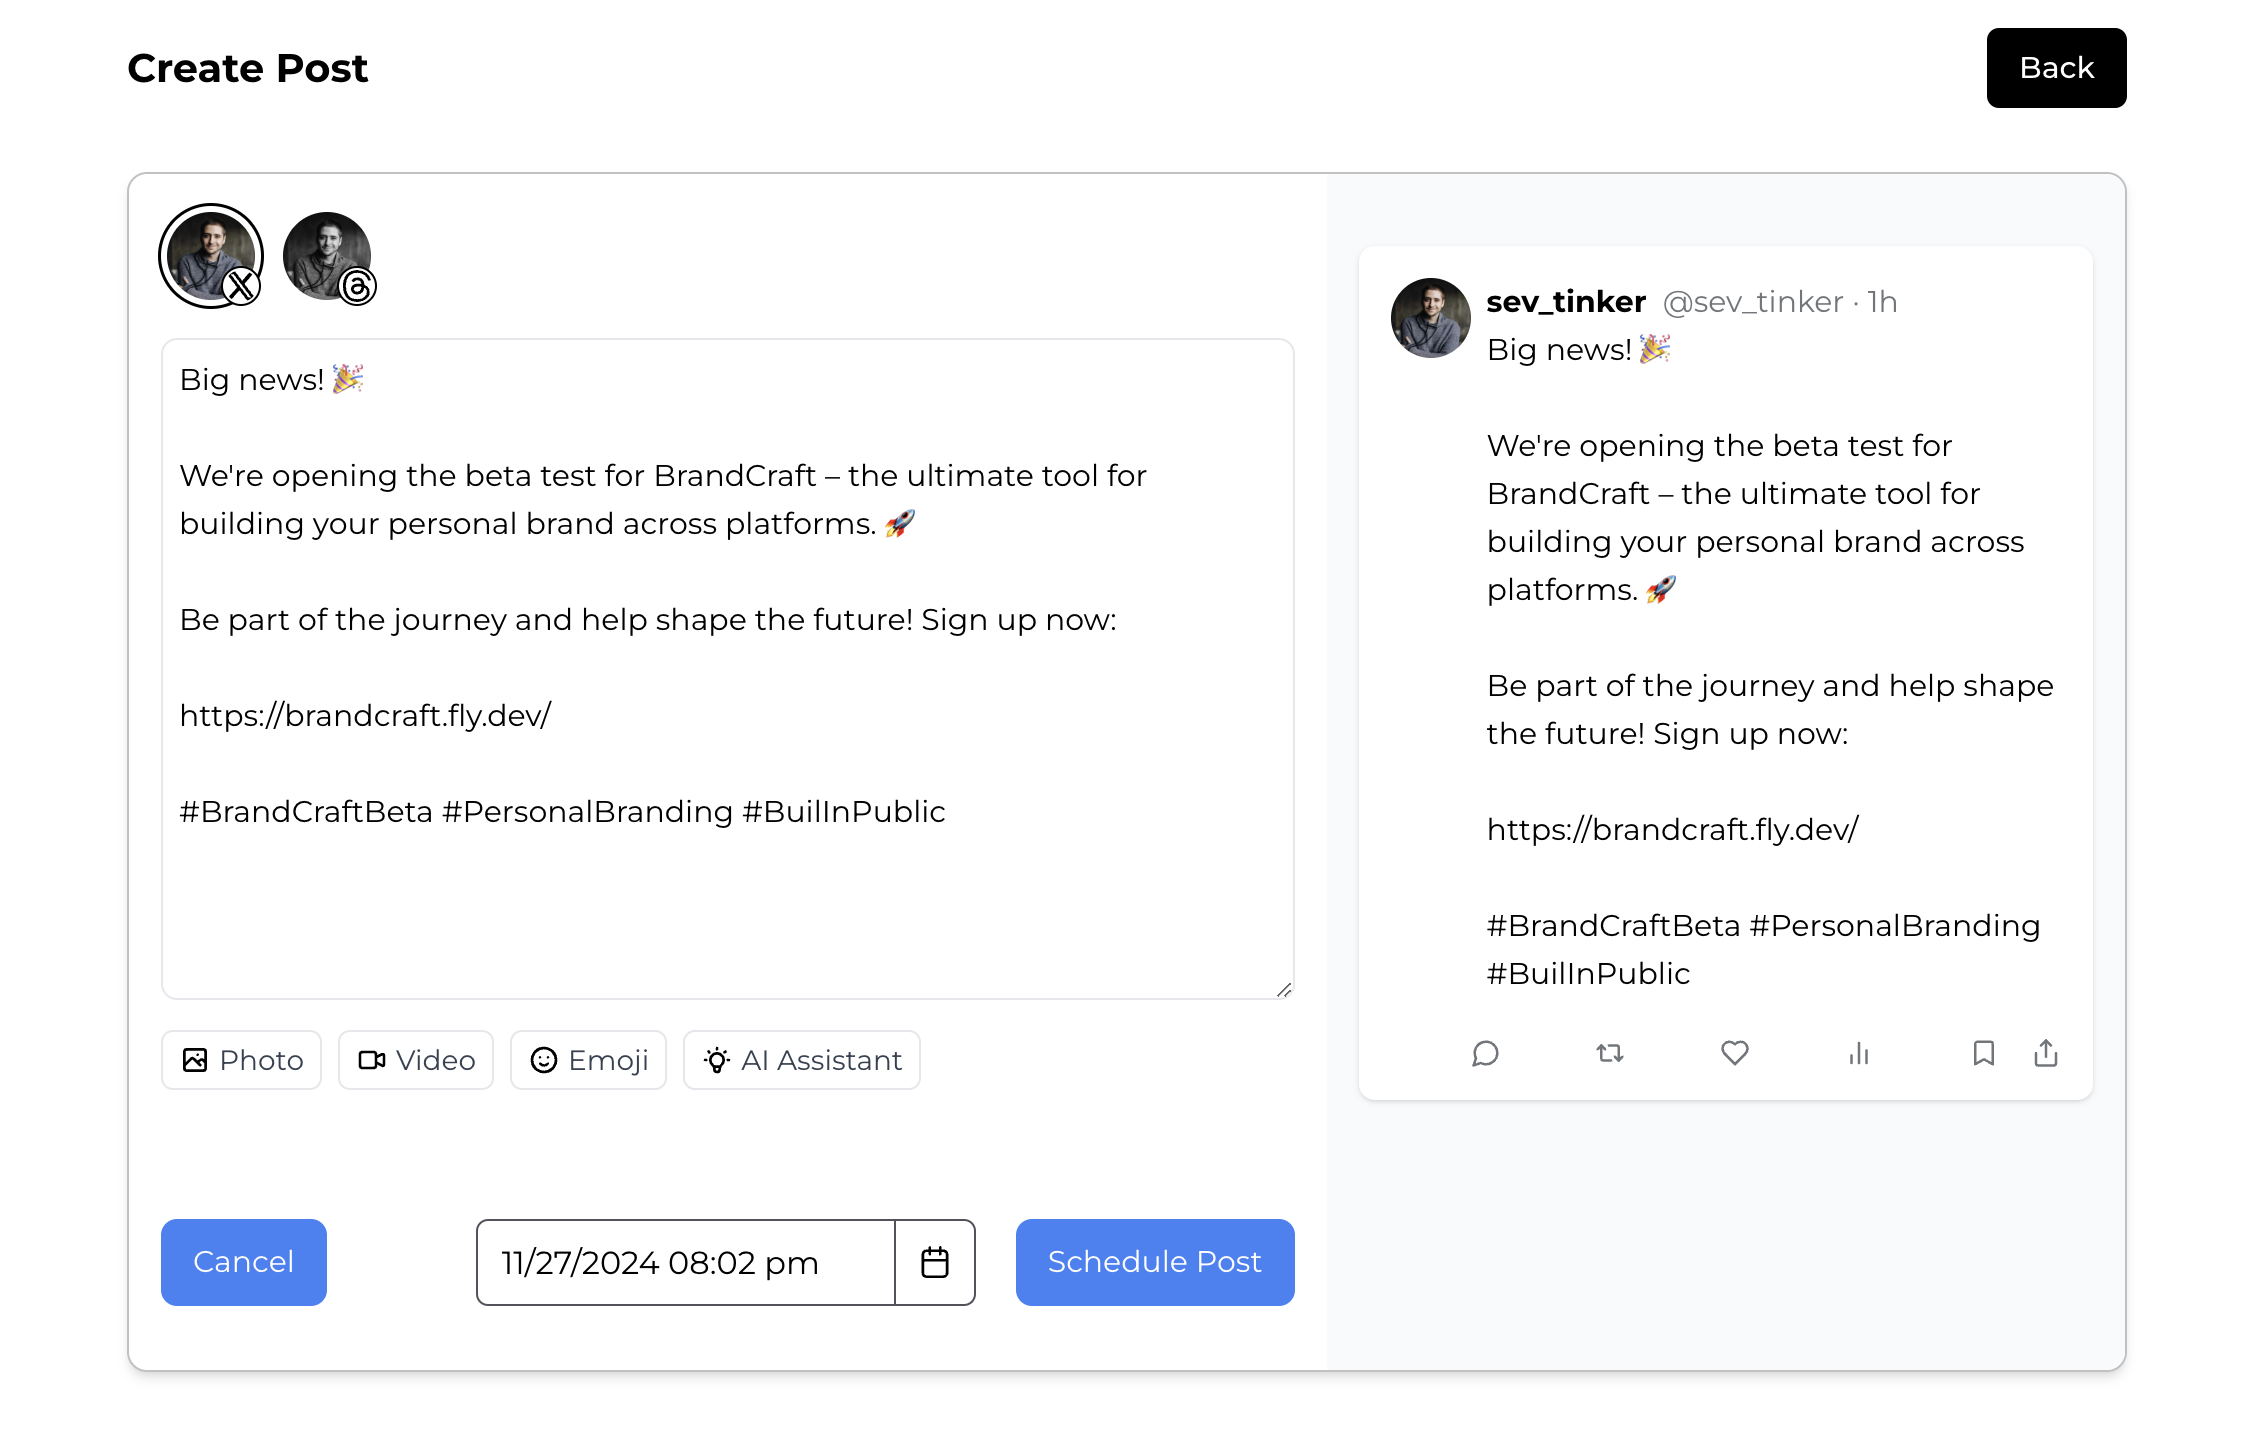 Create Post
Back
Big news! 🎉
We're opening the beta test for BrandCraft – the ultimate tool for
building your personal brand across platforms. 🚀
Be part of the journey and help shape the future! Sign up now:
https://brandcraft.fly.dev/
#BrandCraftBeta #PersonalBranding #BuilInPublic
Photo
Video
Emoji
AI Assistant
Cancel
11/27/2024 08:02 pm
Schedule Post
sev_tinker @sev_tinker · 1h
Big news! 🎉
We're opening the beta test for
BrandCraft – the ultimate tool for
building your personal brand across
platforms. 🚀
Be part of the journey and help shape
the future! Sign up now:
https://brandcraft.fly.dev/
#BrandCraftBeta #PersonalBranding
#BuilInPublic